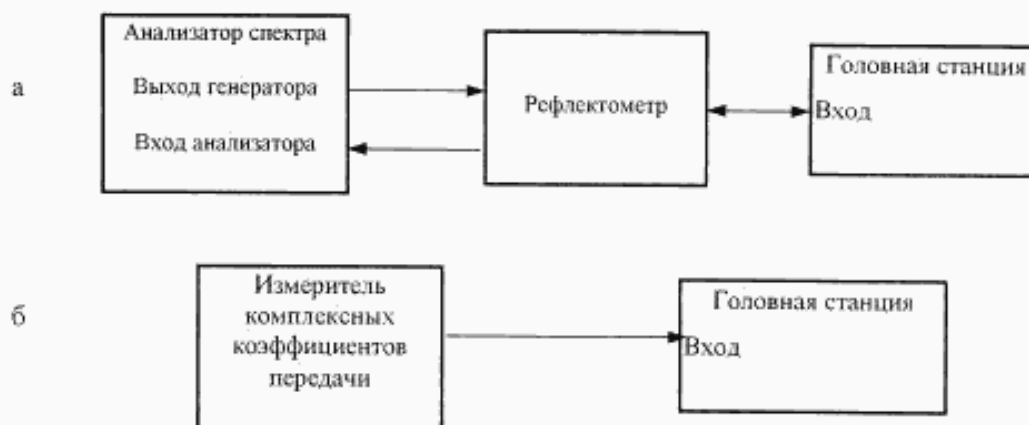 а
Анализатор спектра
Выход генератора
Вход анализатора
Рефлектометр
Головная станция
Вход
б
Измеритель
комплексных
коэффициентов
передачи
Головная станция
Вход